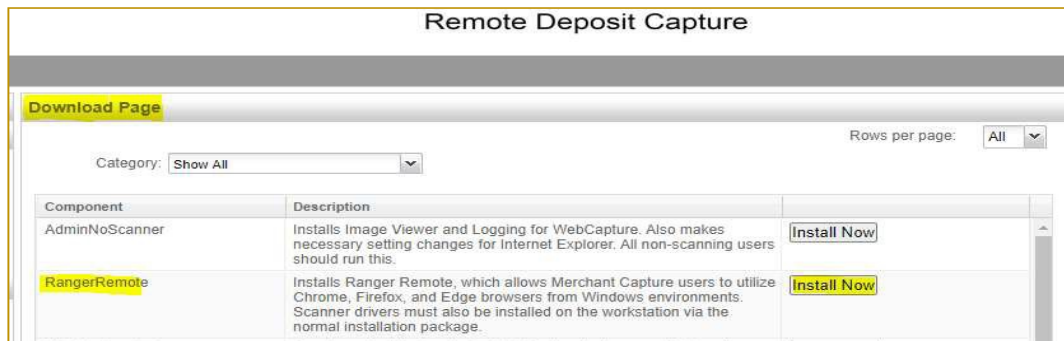 Remote Deposit Capture
Download Page
Rows per page: All
Category: Show All
Component Description
AdminNoScanner Installs Image Viewer and Logging for WebCapture. Also makes Install Now
necessary setting changes for Internet Explorer. All non-scanning users
should run this.
RangerRemote Installs Ranger Remote, which allows Merchant Capture users to utilize Install Now
Chrome, Firefox, and Edge browsers from Windows environments.
Scanner drivers must also be installed on the workstation via the
normal installation package.